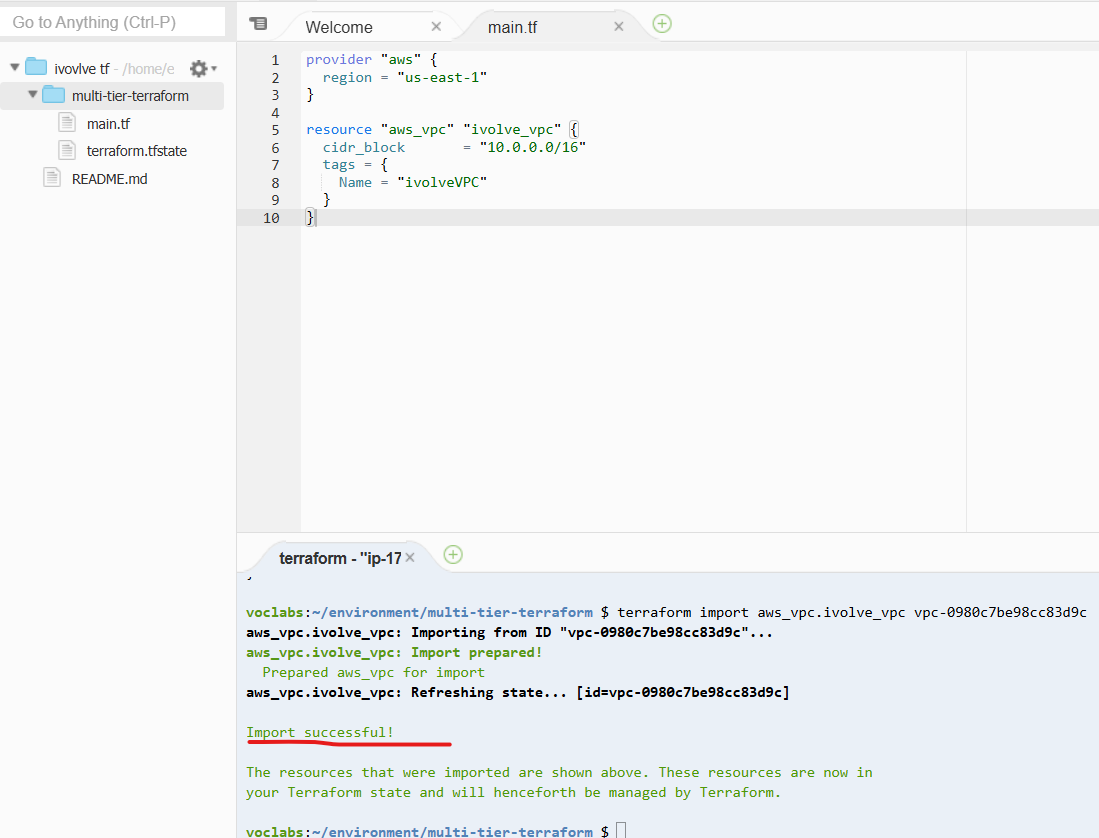 Go to Anything (Ctrl-P)
ivovlve tf - /home/e
multi-tier-terraform
main.tf
terraform.tfstate
README.md
Welcome
main.tf
1 provider "aws" {
2 region = "us-east-1"
3 }
4
5 resource "aws_vpc" "ivolve_vpc" {
6 cidr_block = "10.0.0.0/16"
7 tags = {
8 Name = "ivolveVPC"
9 }
10 }
terraform - "ip-17
voclabs:~/environment/multi-tier-terraform $ terraform import aws_vpc.ivolve_vpc vpc-0980c7be98cc83d9c
aws_vpc.ivolve_vpc: Importing from ID "vpc-0980c7be98cc83d9c"...
aws_vpc.ivolve_vpc: Import prepared!
Prepared aws_vpc for import
aws_vpc.ivolve_vpc: Refreshing state... [id=vpc-0980c7be98cc83d9c]
Import successful!
The resources that were imported are shown above. These resources are now in
your Terraform state and will henceforth be managed by Terraform.
voclabs:~/environment/multi-tier-terraform $